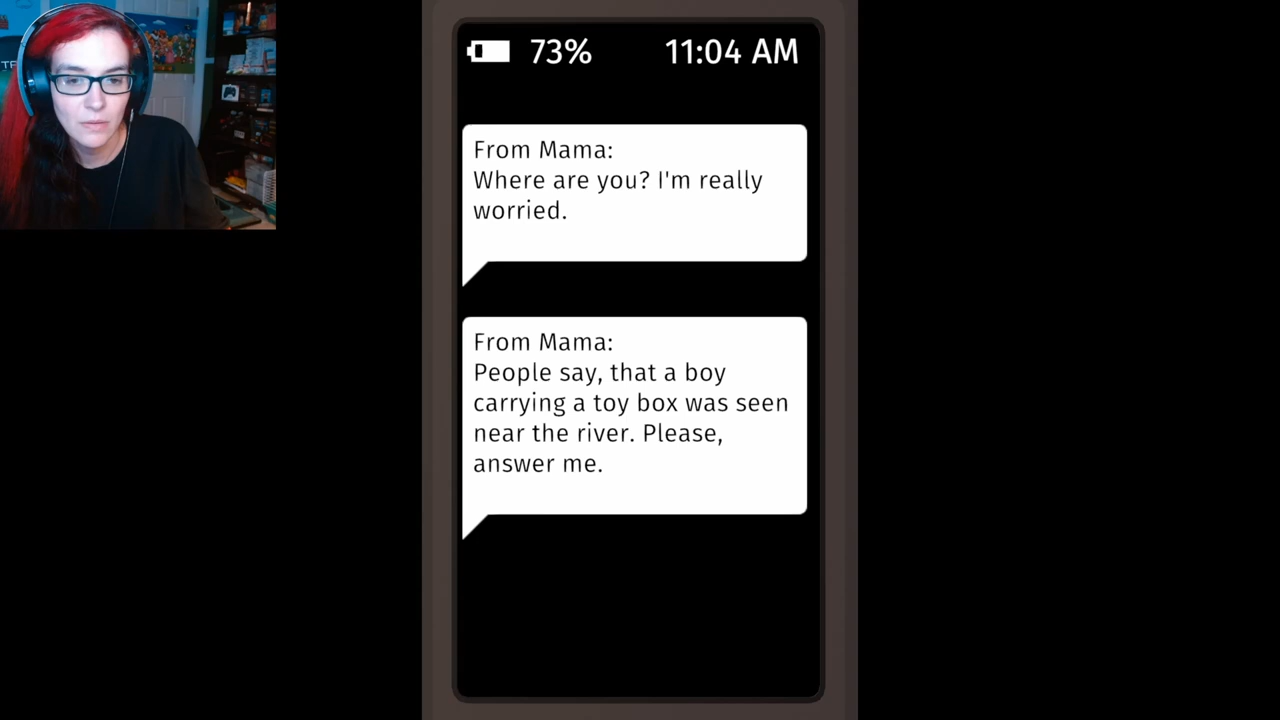 73% 11:04 AM
From Mama:
Where are you? I'm really
worried.
From Mama:
People say, that a boy
carrying a toy box was seen
near the river. Please,
answer me.